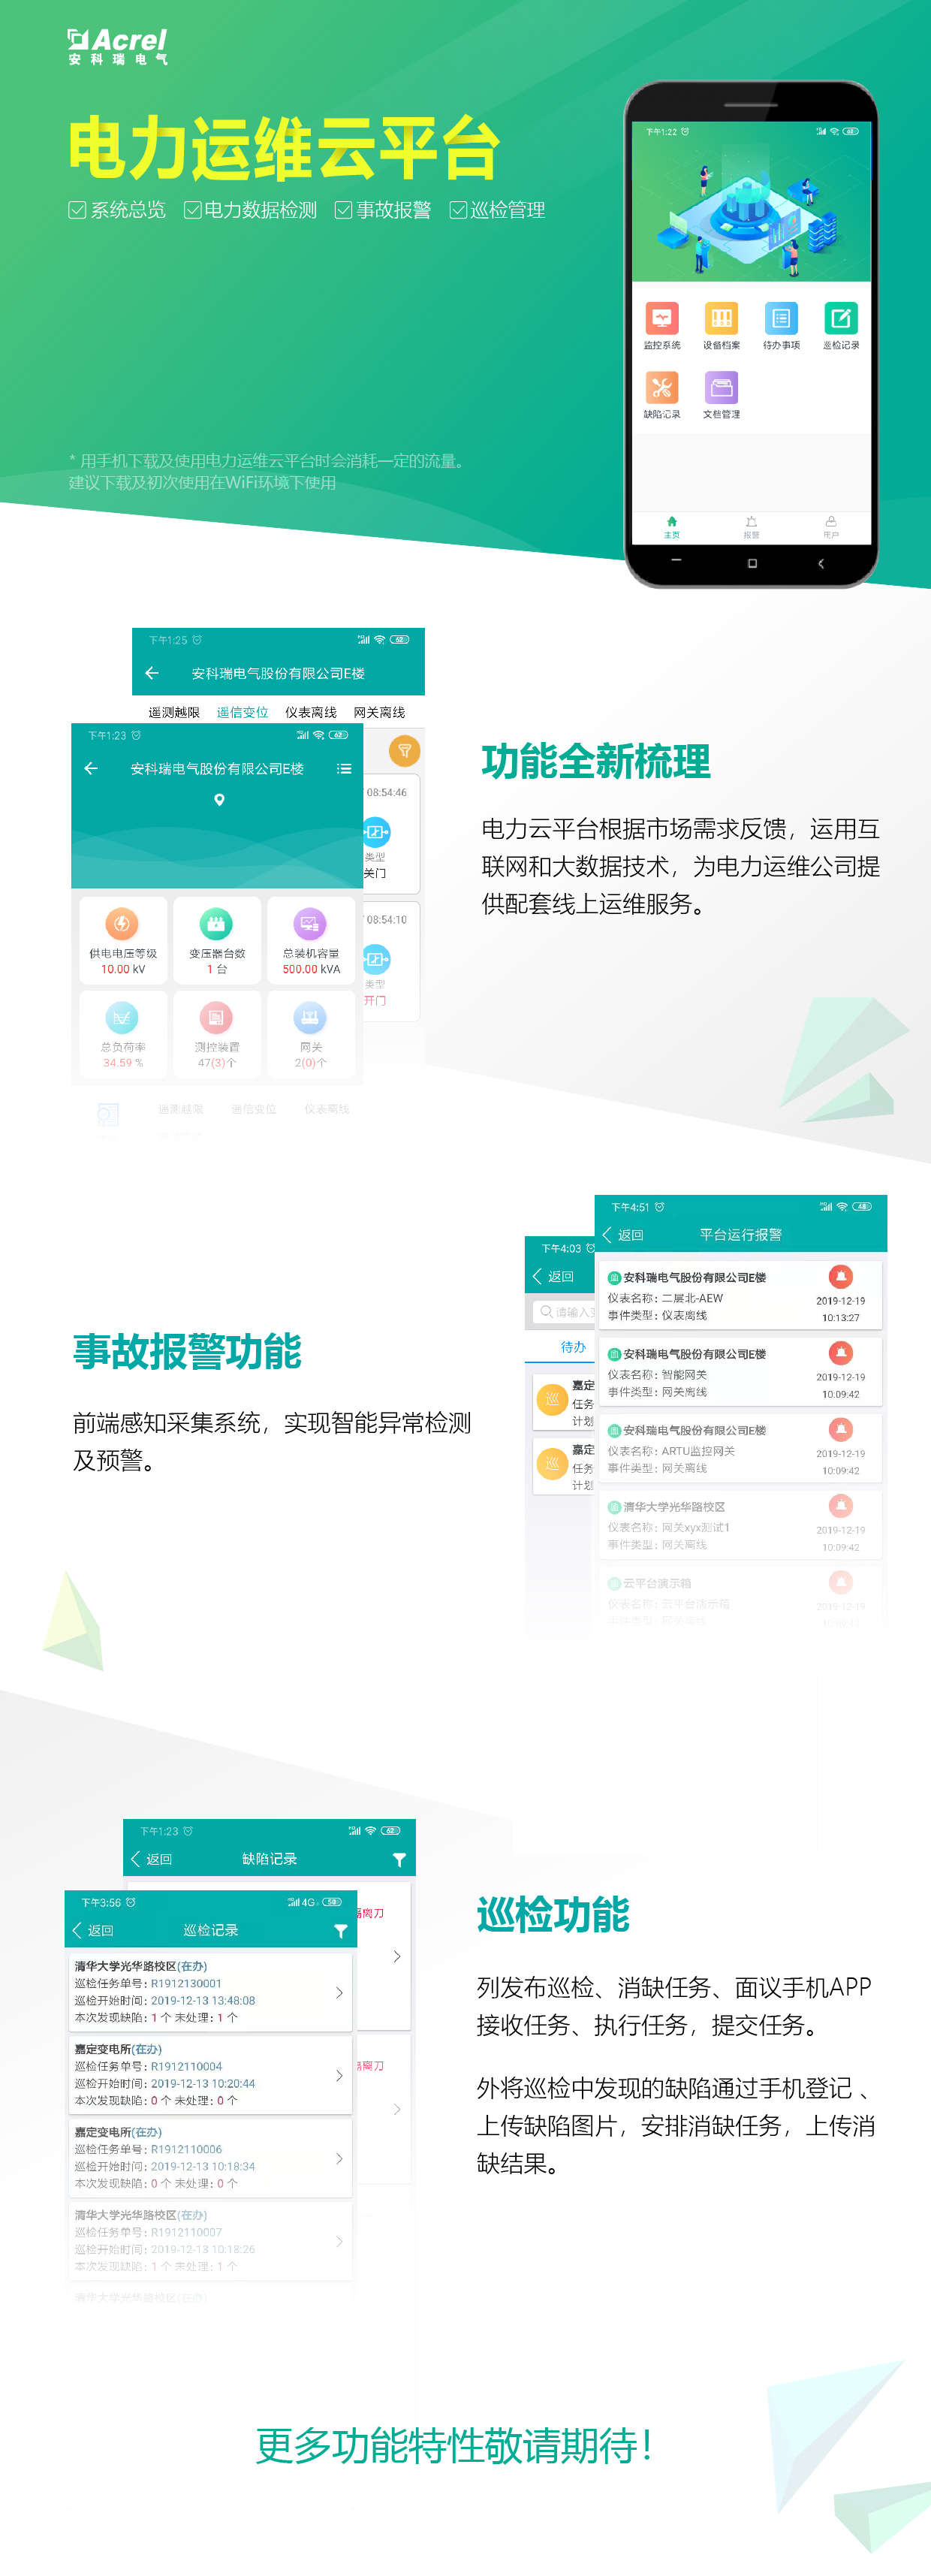 Acrel
安科瑞电气
电力运维云平台
系统总览 电力数据检测 事故报警 巡检管理
* 用手机下载及使用电力运维云平台时会消耗一定的流量。
建议下载及初次使用在WiFi环境下使用
下午1:22
监控系统 设备档案 待办事项 巡检记录
缺陷记录 文档管理
主页 报警 用户
下午1:25
安科瑞电气股份有限公司E楼
遥测越限 遥信变位 仪表离线 网关离线
08:54:46
类型
关门
08:54:10
类型
开门
下午1:23
安科瑞电气股份有限公司E楼
供电电压等级 变压器台数 总装机容量
10.00 kV 1 台 500.00 kVA
总负荷率 测控装置 网关
34.59 % 47(3)个 2(0)个
遥测越限 遥信变位 仪表离线
功能全新梳理
电力云平台根据市场需求反馈，运用互
联网和大数据技术，为电力运维公司提
供配套线上运维服务。
事故报警功能
前端感知采集系统，实现智能异常检测
及预警。
下午4:03
返回
请输入
待办
巡
嘉定
任务
计划
巡
嘉定
任务
计划
下午4:51
返回 平台运行报警
安科瑞电气股份有限公司E楼
仪表名称：二层北-AEW 2019-12-19
事件类型：仪表离线 10:13:27
安科瑞电气股份有限公司E楼
仪表名称：智能网关 2019-12-19
事件类型：网关离线 10:09:42
安科瑞电气股份有限公司E楼
仪表名称：ARTU监控网关 2019-12-19
事件类型：网关离线 10:09:42
清华大学光华路校区
仪表名称：网关xyx测试1 2019-12-19
事件类型：网关离线 10:09:42
云平台演示箱
仪表名称：云平台演示箱 2019-12-19
事件类型：网关离线 10:09:42
下午1:23
返回 缺陷记录
下午3:56 4G
返回 巡检记录
清华大学光华路校区(在办)
巡检任务单号：R1912130001
巡检开始时间：2019-12-13 13:48:08
本次发现缺陷：1 个 未处理：1 个
嘉定变电所(在办)
巡检任务单号：R1912110004
巡检开始时间：2019-12-13 10:20:44
本次发现缺陷：0 个 未处理：0 个
嘉定变电所(在办)
巡检任务单号：R1912110006
巡检开始时间：2019-12-13 10:18:34
本次发现缺陷：0 个 未处理：0 个
清华大学光华路校区(在办)
巡检任务单号：R1912110007
巡检开始时间：2019-12-13 10:18:26
本次发现缺陷：1 个 未处理：1 个
清华大学光华路校区(在办)
巡检功能
列发布巡检、消缺任务、面议手机APP
接收任务、执行任务，提交任务。
外将巡检中发现的缺陷通过手机登记、
上传缺陷图片，安排消缺任务，上传消
缺结果。
更多功能特性敬请期待！